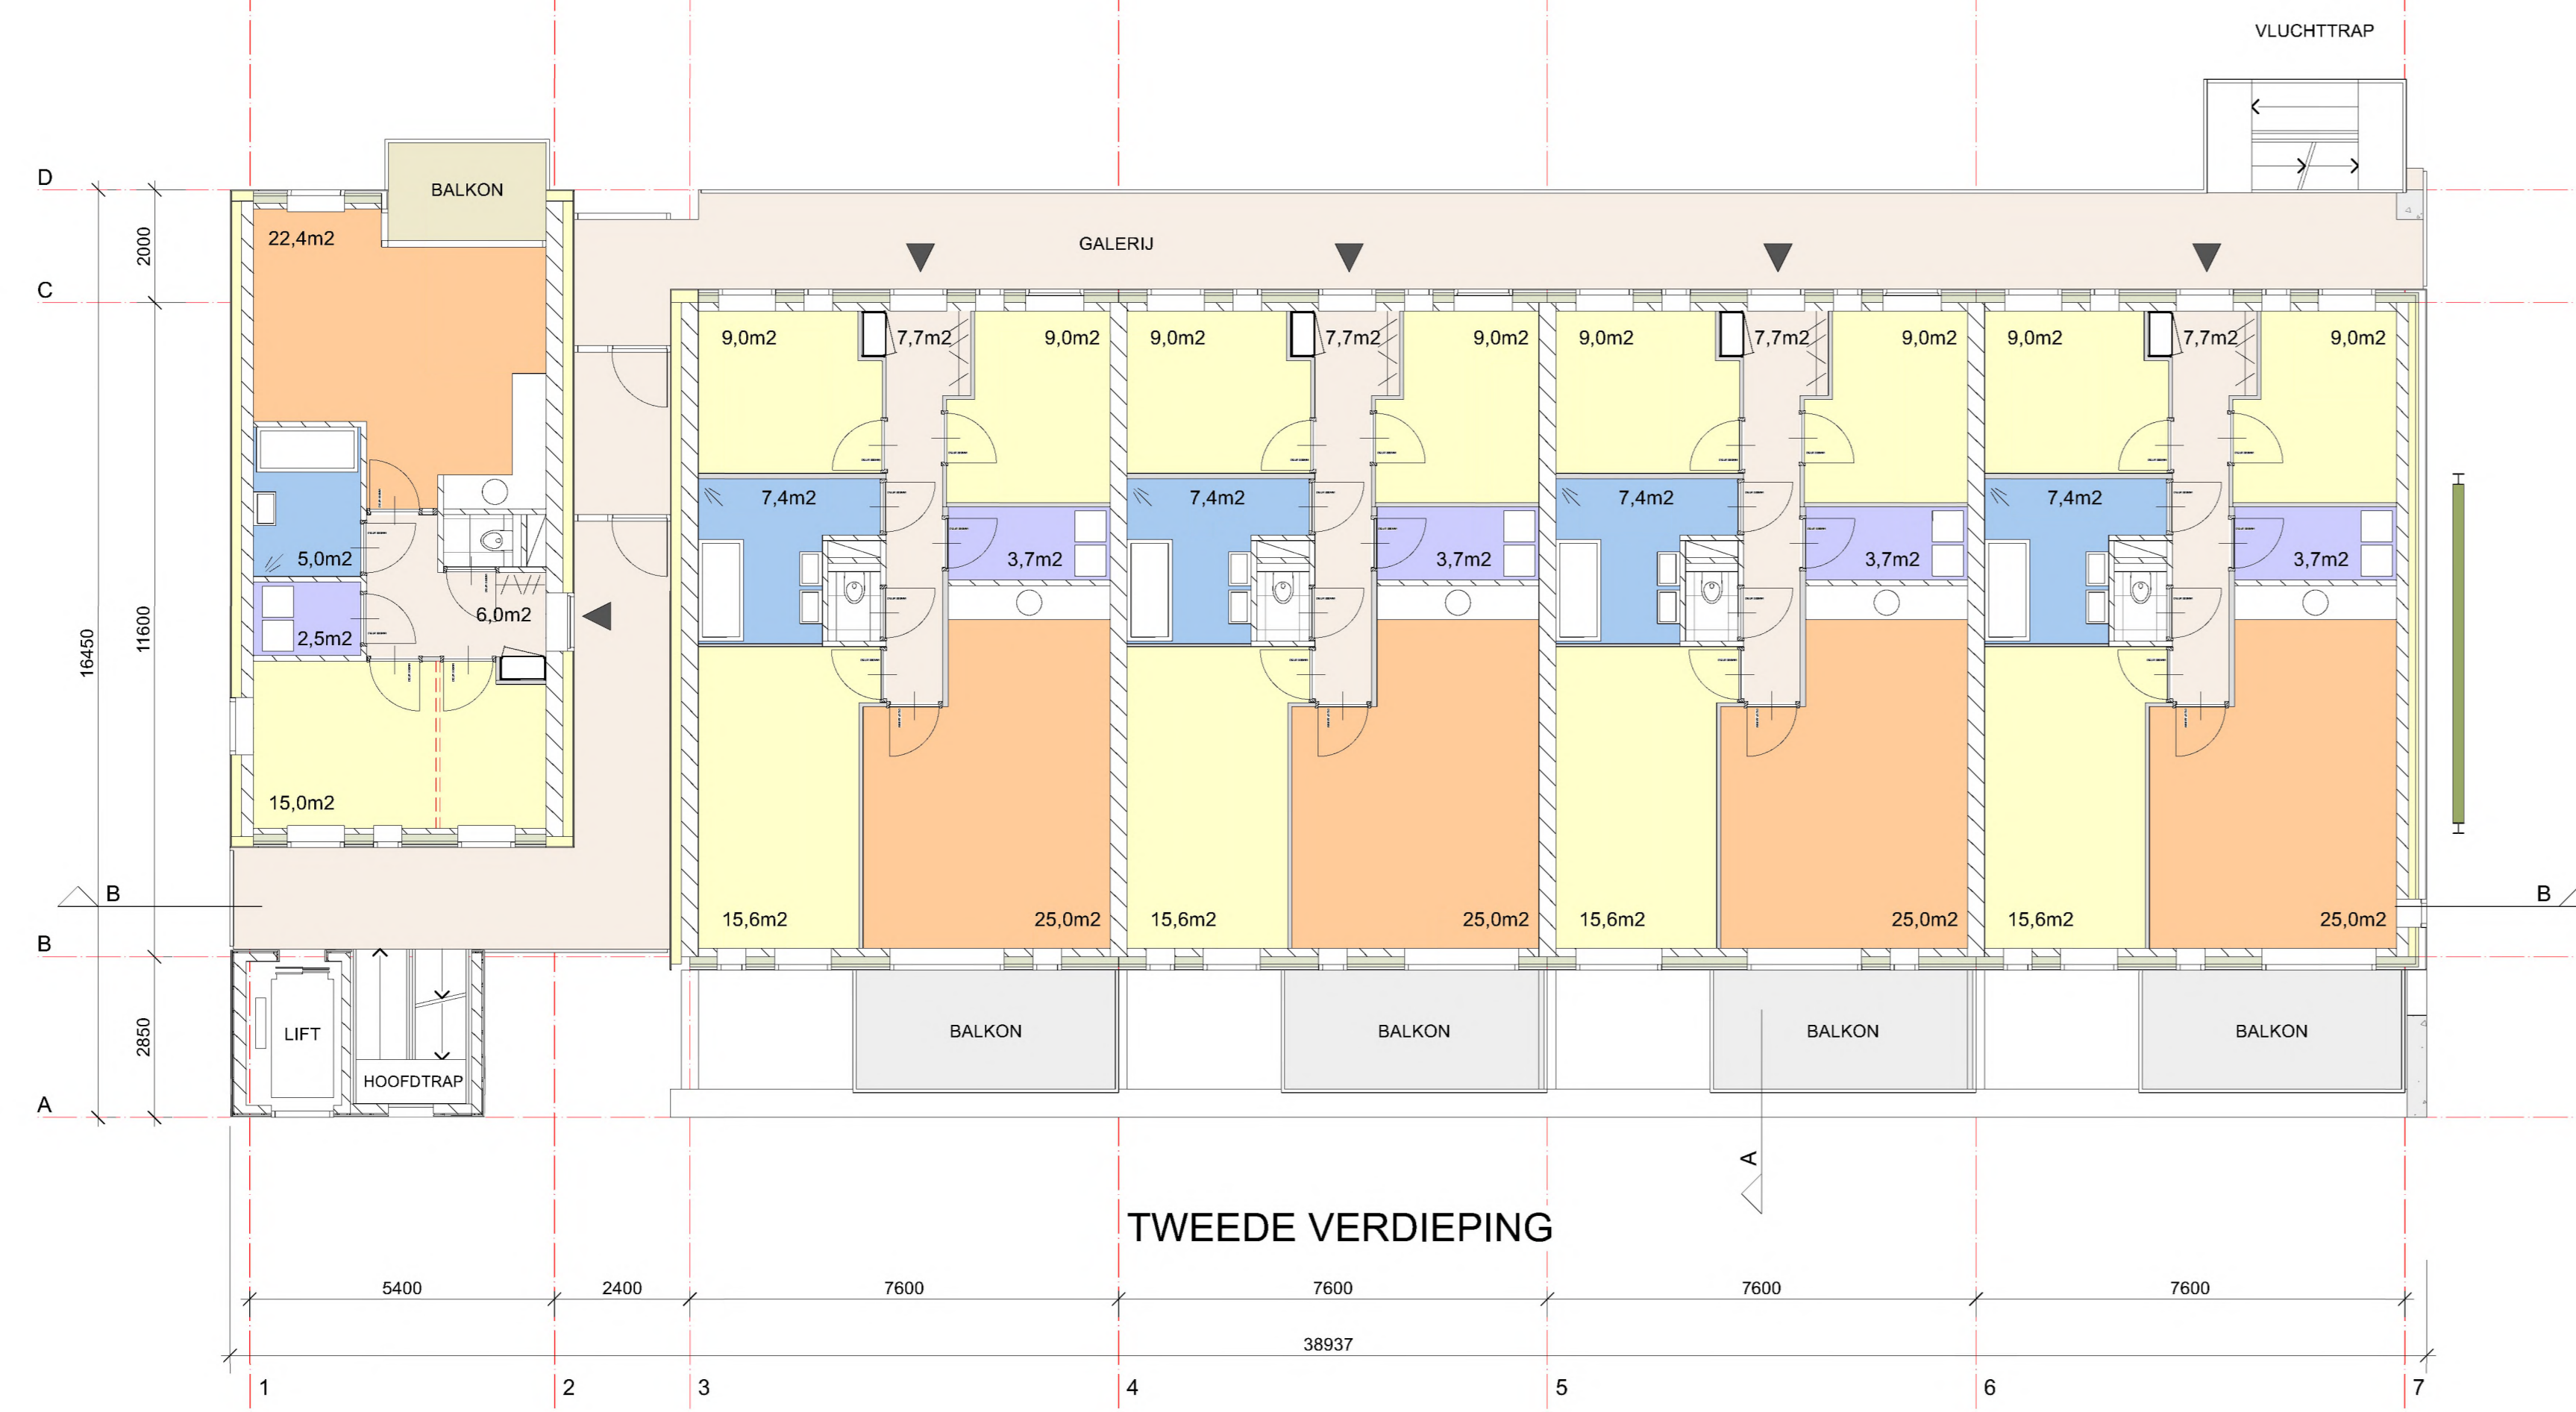 VLUCHTTRAP
D
BALKON
2000
22,4m2
GALERIJ
C
9,0m2 7,7m2 9,0m2 9,0m2 7,7m2 9,0m2 9,0m2 7,7m2 9,0m2 9,0m2 7,7m2 9,0m2
7,4m2 7,4m2 7,4m2 7,4m2
5,0m2 3,7m2 3,7m2 3,7m2 3,7m2
6,0m2
2,5m2
16450
11600
15,0m2
B B
15,6m2 25,0m2 15,6m2 25,0m2 15,6m2 25,0m2 15,6m2 25,0m2
B
LIFT
BALKON BALKON BALKON BALKON
2850
HOOFDTRAP
A
A
TWEEDE VERDIEPING
5400 2400 7600 7600 7600 7600
38937
1 2 3 4 5 6 7